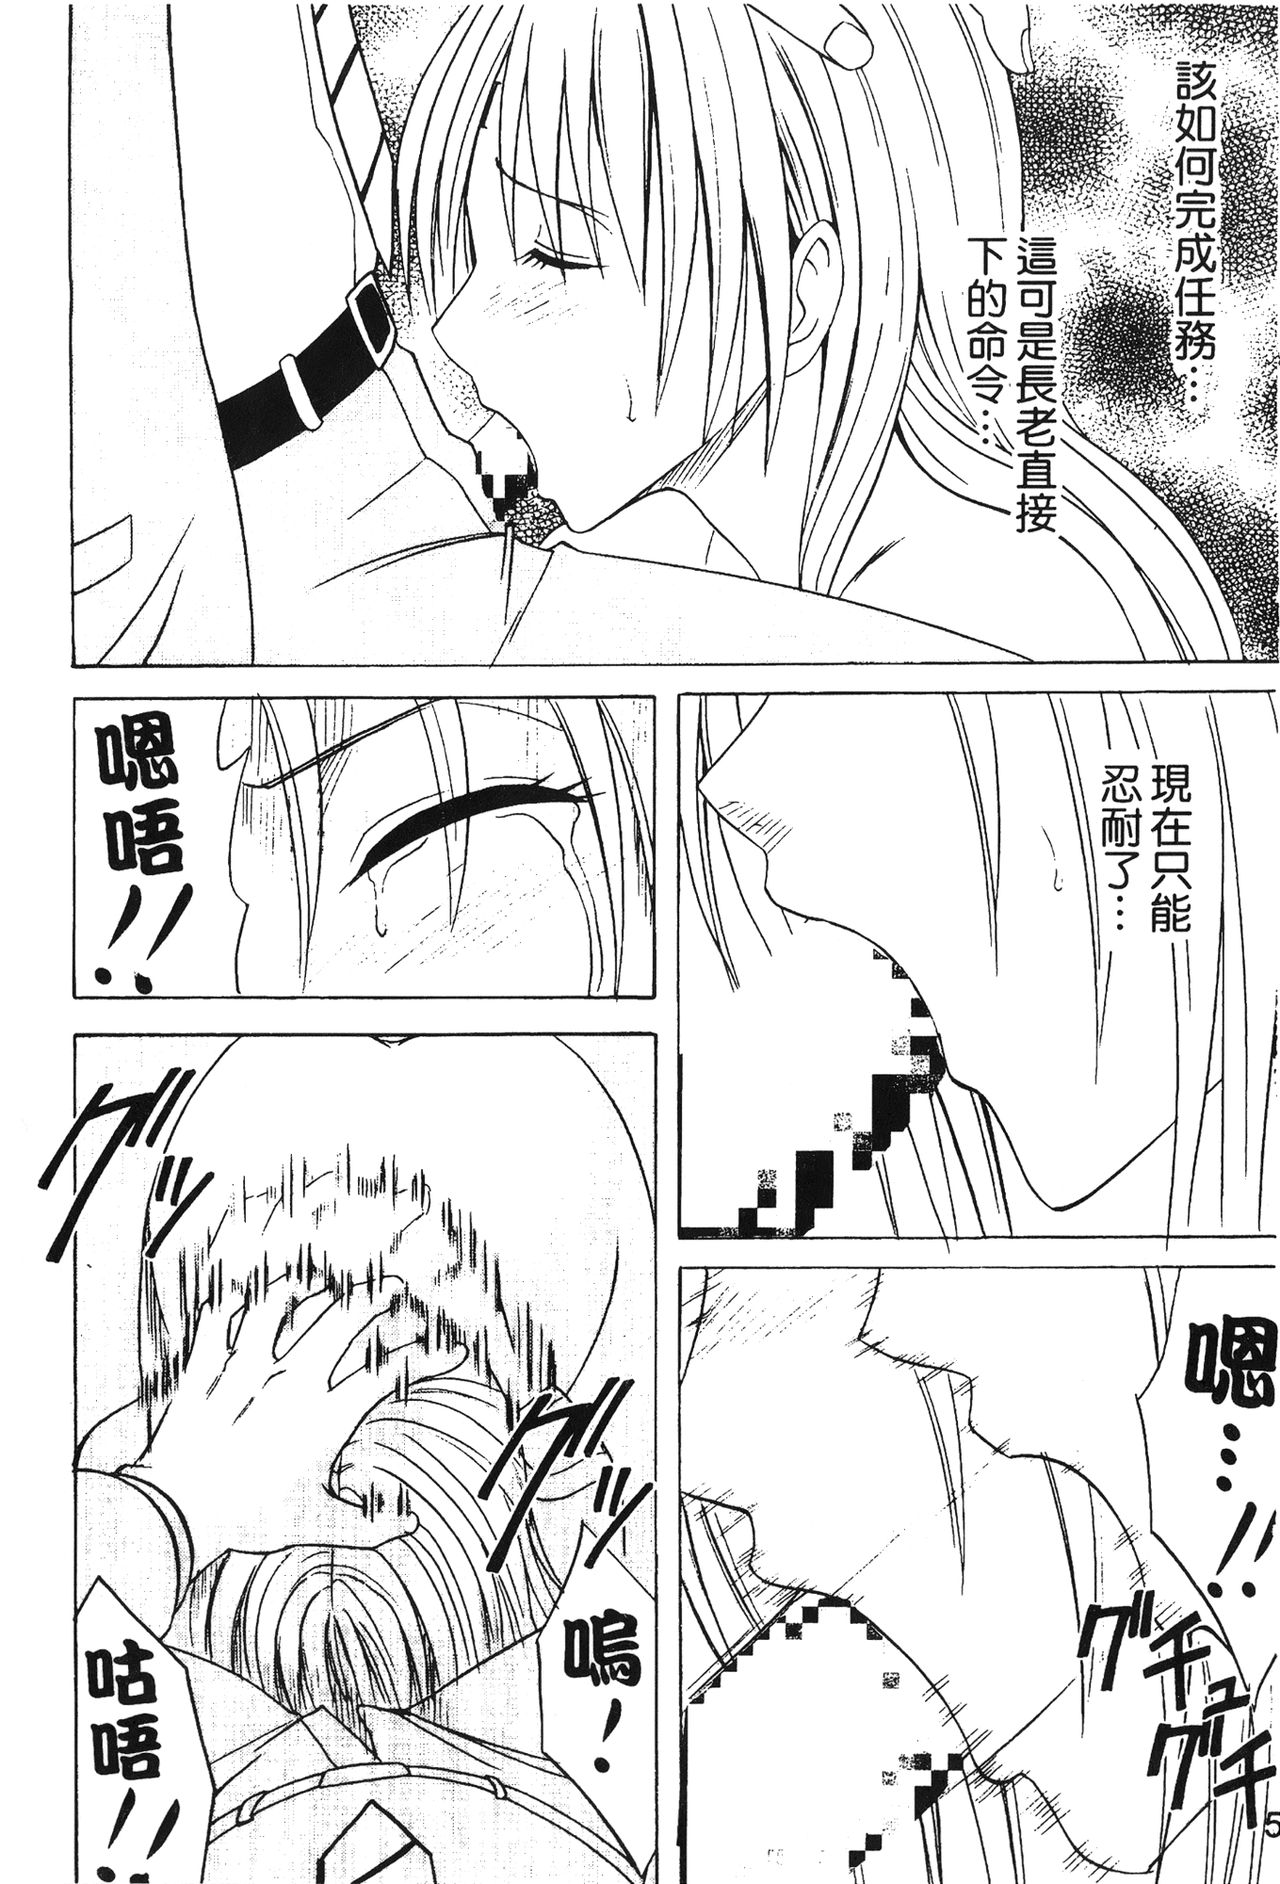 該如何完成任務…
這可是長老直接
下的命令…
現在只能
忍耐了…
嗯唔!!
嗯…!!
グチュ
グチ
グッ
グッ
嗚!
咕唔!!
5